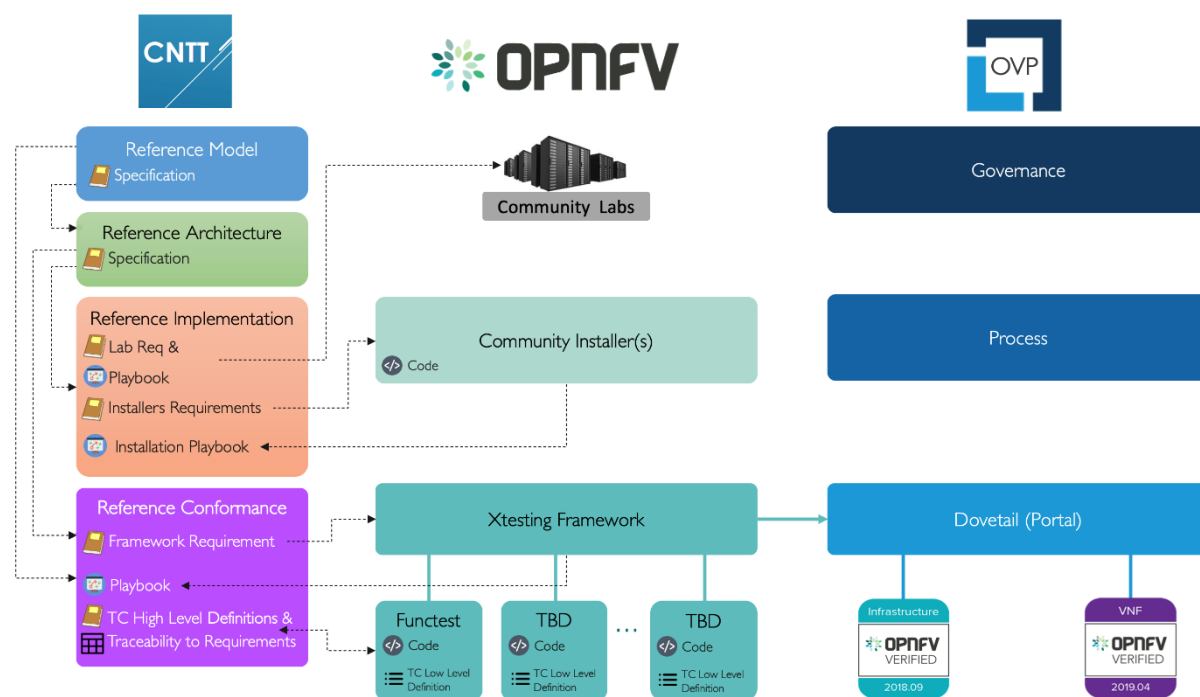 CNTT
OPNFV
OVP
Reference Model
Specification
Reference Architecture
Specification
Reference Implementation
Lab Req &
Playbook
Installers Requirements
Installation Playbook
Reference Conformance
Framework Requirement
Playbook
TC High Level Definitions &
Traceability to Requirements
Community Labs
Community Installer(s)
</> Code
Xtesting Framework
Functest
</> Code
TC Low Level
Definition
TBD
</> Code
TC Low Level
Definition
...
TBD
</> Code
TC Low Level
Definition
Governance
Process
Dovetail (Portal)
Infrastructure
OPNFV
VERIFIED
2018.09
VNF
OPNFV
VERIFIED
2019.04